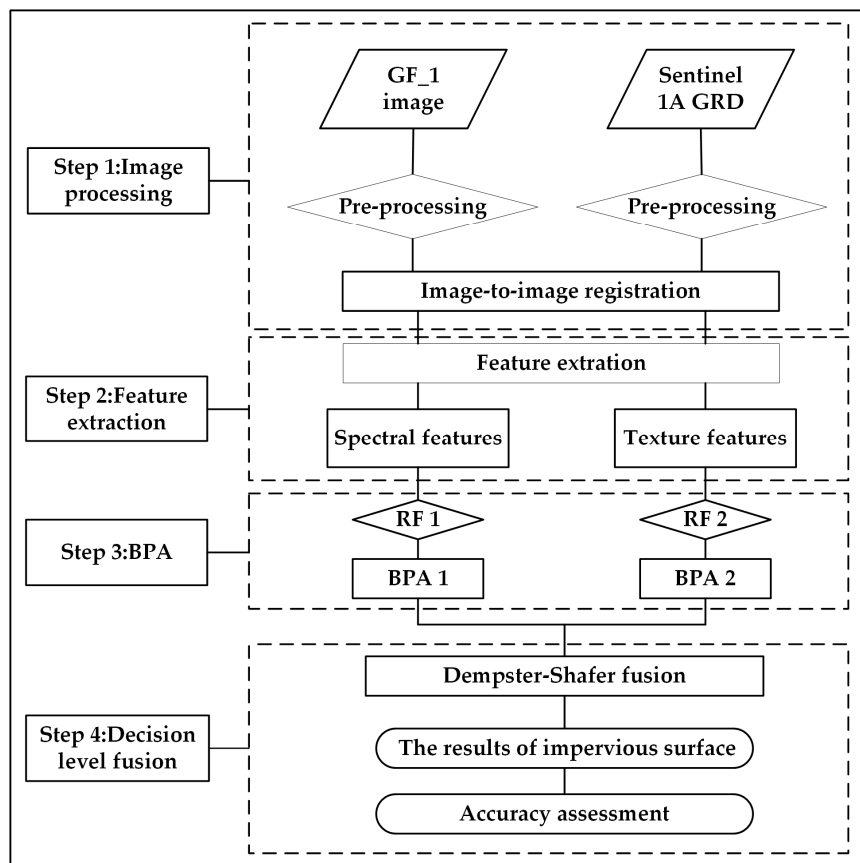 GF_1
image
Sentinel
1A GRD
Step 1:Image
processing
Pre-processing
Pre-processing
Image-to-image registration
Feature extration
Step 2:Feature
extraction
Spectral features
Texture features
RF 1
RF 2
Step 3:BPA
BPA 1
BPA 2
Dempster-Shafer fusion
Step 4:Decision
level fusion
The results of impervious surface
Accuracy assessment